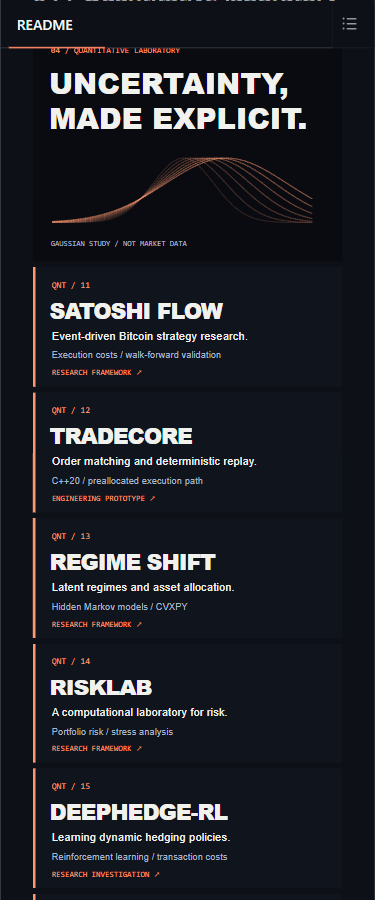 README
04 / QUANTITATIVE LABORATORY
UNCERTAINTY,
MADE EXPLICIT.
GAUSSIAN STUDY / NOT MARKET DATA
QNT / 11
SATOSHI FLOW
Event-driven Bitcoin strategy research.
Execution costs / walk-forward validation
RESEARCH FRAMEWORK ↗
QNT / 12
TRADECORE
Order matching and deterministic replay.
C++20 / preallocated execution path
ENGINEERING PROTOTYPE ↗
QNT / 13
REGIME SHIFT
Latent regimes and asset allocation.
Hidden Markov models / CVXPY
RESEARCH FRAMEWORK ↗
QNT / 14
RISKLAB
A computational laboratory for risk.
Portfolio risk / stress analysis
RESEARCH FRAMEWORK ↗
QNT / 15
DEEPHEDGE-RL
Learning dynamic hedging policies.
Reinforcement learning / transaction costs
RESEARCH INVESTIGATION ↗